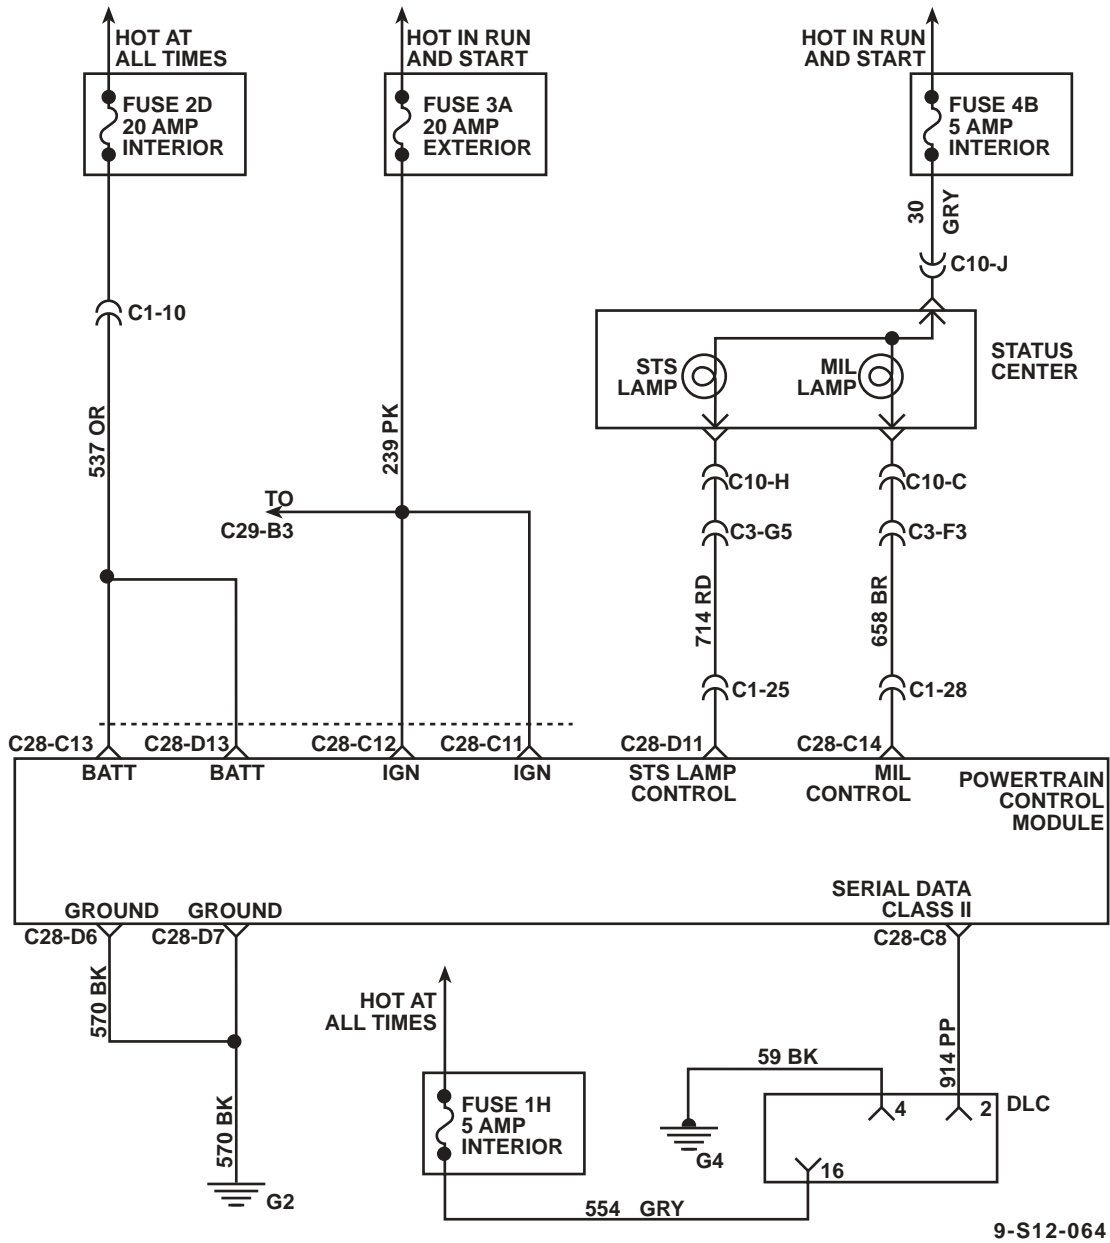 HOT AT
ALL TIMES
HOT IN RUN
AND START
HOT IN RUN
AND START
FUSE 2D
20 AMP
INTERIOR
FUSE 3A
20 AMP
EXTERIOR
FUSE 4B
5 AMP
INTERIOR
30 GRY
C10-J
C1-10
STATUS
CENTER
STS
LAMP
MIL
LAMP
537 OR
239 PK
C10-H
C10-C
TO
C29-B3
C3-G5
C3-F3
714 RD
658 BR
C1-25
C1-28
C28-C13
C28-D13
C28-C12
C28-C11
C28-D11
C28-C14
BATT
BATT
IGN
IGN
STS LAMP
CONTROL
MIL
CONTROL
POWERTRAIN
CONTROL
MODULE
SERIAL DATA
CLASS II
GROUND
GROUND
C28-D6
C28-D7
C28-C8
570 BK
HOT AT
ALL TIMES
914 PP
59 BK
FUSE 1H
5 AMP
INTERIOR
4
2
DLC
570 BK
G4
16
G2
554 GRY
9-S12-064